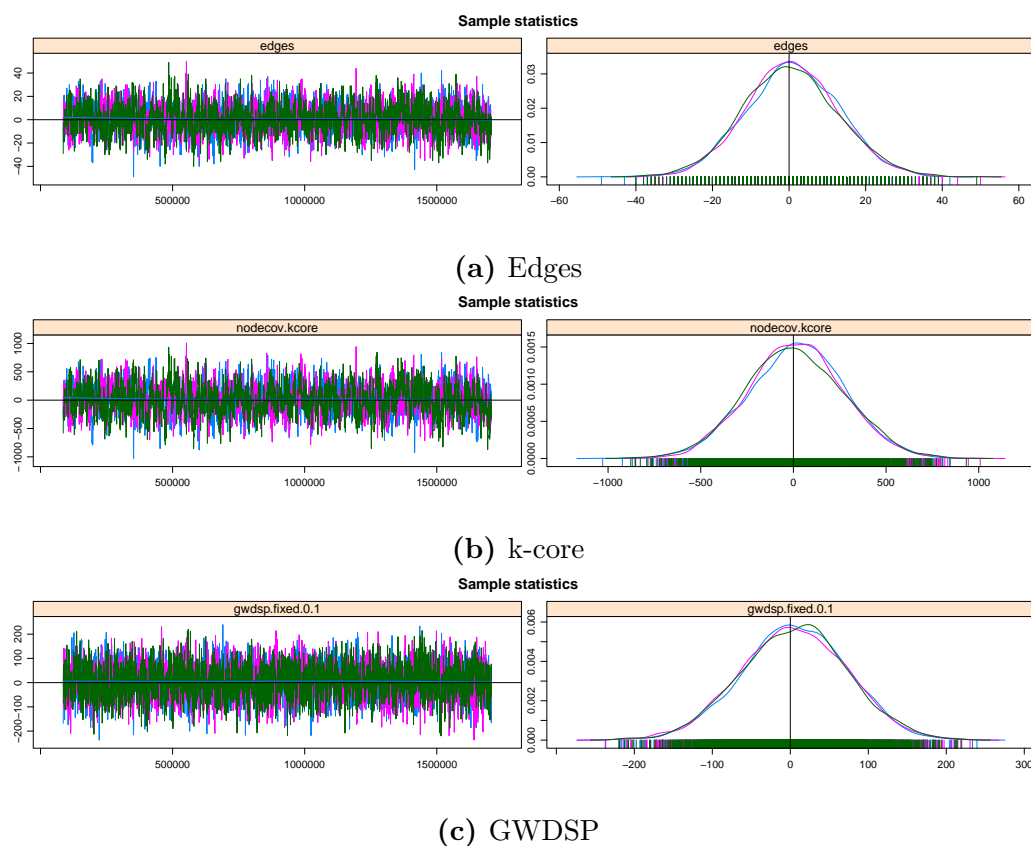 Sample statistics
edges edges
−40 −20 0 20 40
0.00 0.01 0.02 0.03
500000 1000000 1500000 −60 −40 −20 0 20 40 60
(a) Edges
Sample statistics
nodecov.kcore nodecov.kcore
−1000 −500 0 500 1000
0.0000 0.0005 0.0010 0.0015
500000 1000000 1500000 −1000 −500 0 500 1000
(b) k-core
Sample statistics
gwdsp.fixed.0.1 gwdsp.fixed.0.1
−200 −100 0 100 200
0.000 0.002 0.004 0.006
500000 1000000 1500000 −200 −100 0 100 200 300
(c) GWDSP